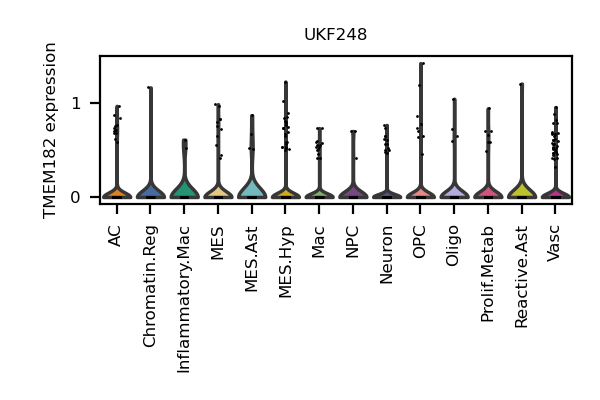 UKF248
TMEM182 expression
1
0
AC
Chromatin.Reg
Inflammatory.Mac
MES
MES.Ast
MES.Hyp
Mac
NPC
Neuron
OPC
Oligo
Prolif.Metab
Reactive.Ast
Vasc